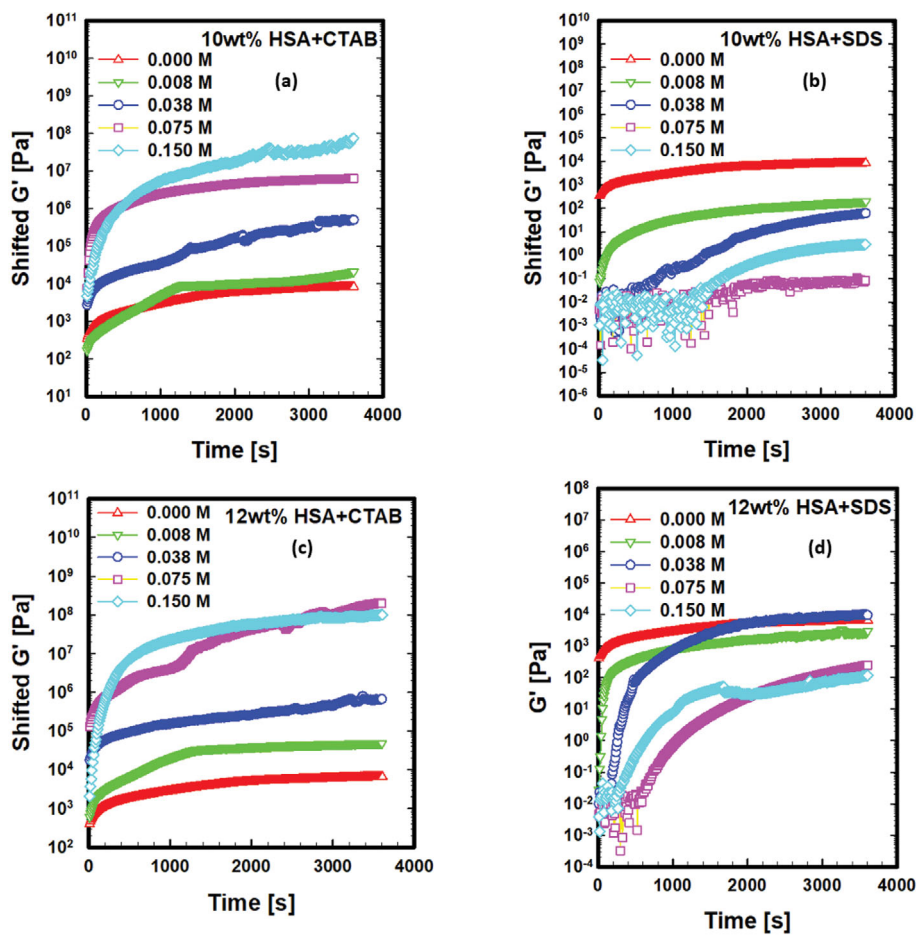 10wt% HSA+CTAB
(a)
0.000 M
0.008 M
0.038 M
0.075 M
0.150 M
Shifted G' [Pa]
10¹¹
10¹⁰
10⁹
10⁸
10⁷
10⁶
10⁵
10⁴
10³
10²
10¹
0 1000 2000 3000 4000
Time [s]
10wt% HSA+SDS
(b)
0.000 M
0.008 M
0.038 M
0.075 M
0.150 M
Shifted G' [Pa]
10¹⁰
10⁹
10⁸
10⁷
10⁶
10⁵
10⁴
10³
10²
10¹
10⁰
10⁻¹
10⁻²
10⁻³
10⁻⁴
10⁻⁵
10⁻⁶
0 1000 2000 3000 4000
Time [s]
12wt% HSA+CTAB
(c)
0.000 M
0.008 M
0.038 M
0.075 M
0.150 M
Shifted G' [Pa]
10¹¹
10¹⁰
10⁹
10⁸
10⁷
10⁶
10⁵
10⁴
10³
10²
0 1000 2000 3000 4000
Time [s]
12wt% HSA+SDS
(d)
0.000 M
0.008 M
0.038 M
0.075 M
0.150 M
G' [Pa]
10⁸
10⁷
10⁶
10⁵
10⁴
10³
10²
10¹
10⁰
10⁻¹
10⁻²
10⁻³
10⁻⁴
0 1000 2000 3000 4000
Time [s]